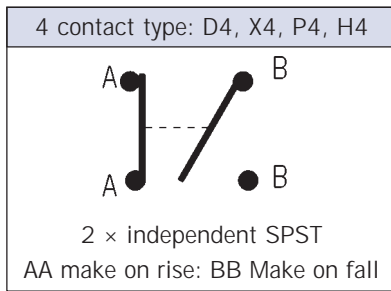 4 contact type: D4, X4, P4, H4
A B
A B
2 × independent SPST
AA make on rise: BB Make on fall